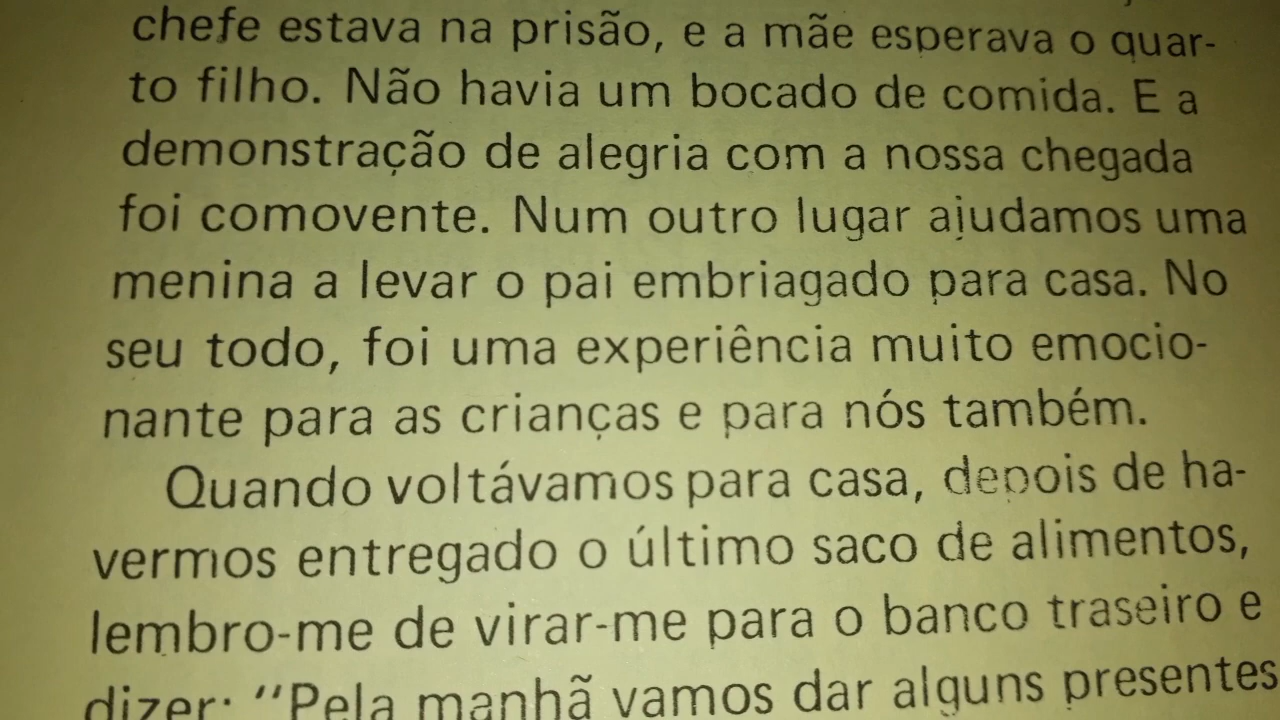 chefe estava na prisão, e a mãe esperava o quar-
to filho. Não havia um bocado de comida. E a
demonstração de alegria com a nossa chegada
foi comovente. Num outro lugar ajudamos uma
menina a levar o pai embriagado para casa. No
seu todo, foi uma experiência muito emocio-
nante para as crianças e para nós também.
Quando voltávamos para casa, depois de ha-
vermos entregado o último saco de alimentos,
lembro-me de virar-me para o banco traseiro e
dizer: “Pela manhã vamos dar alguns presentes